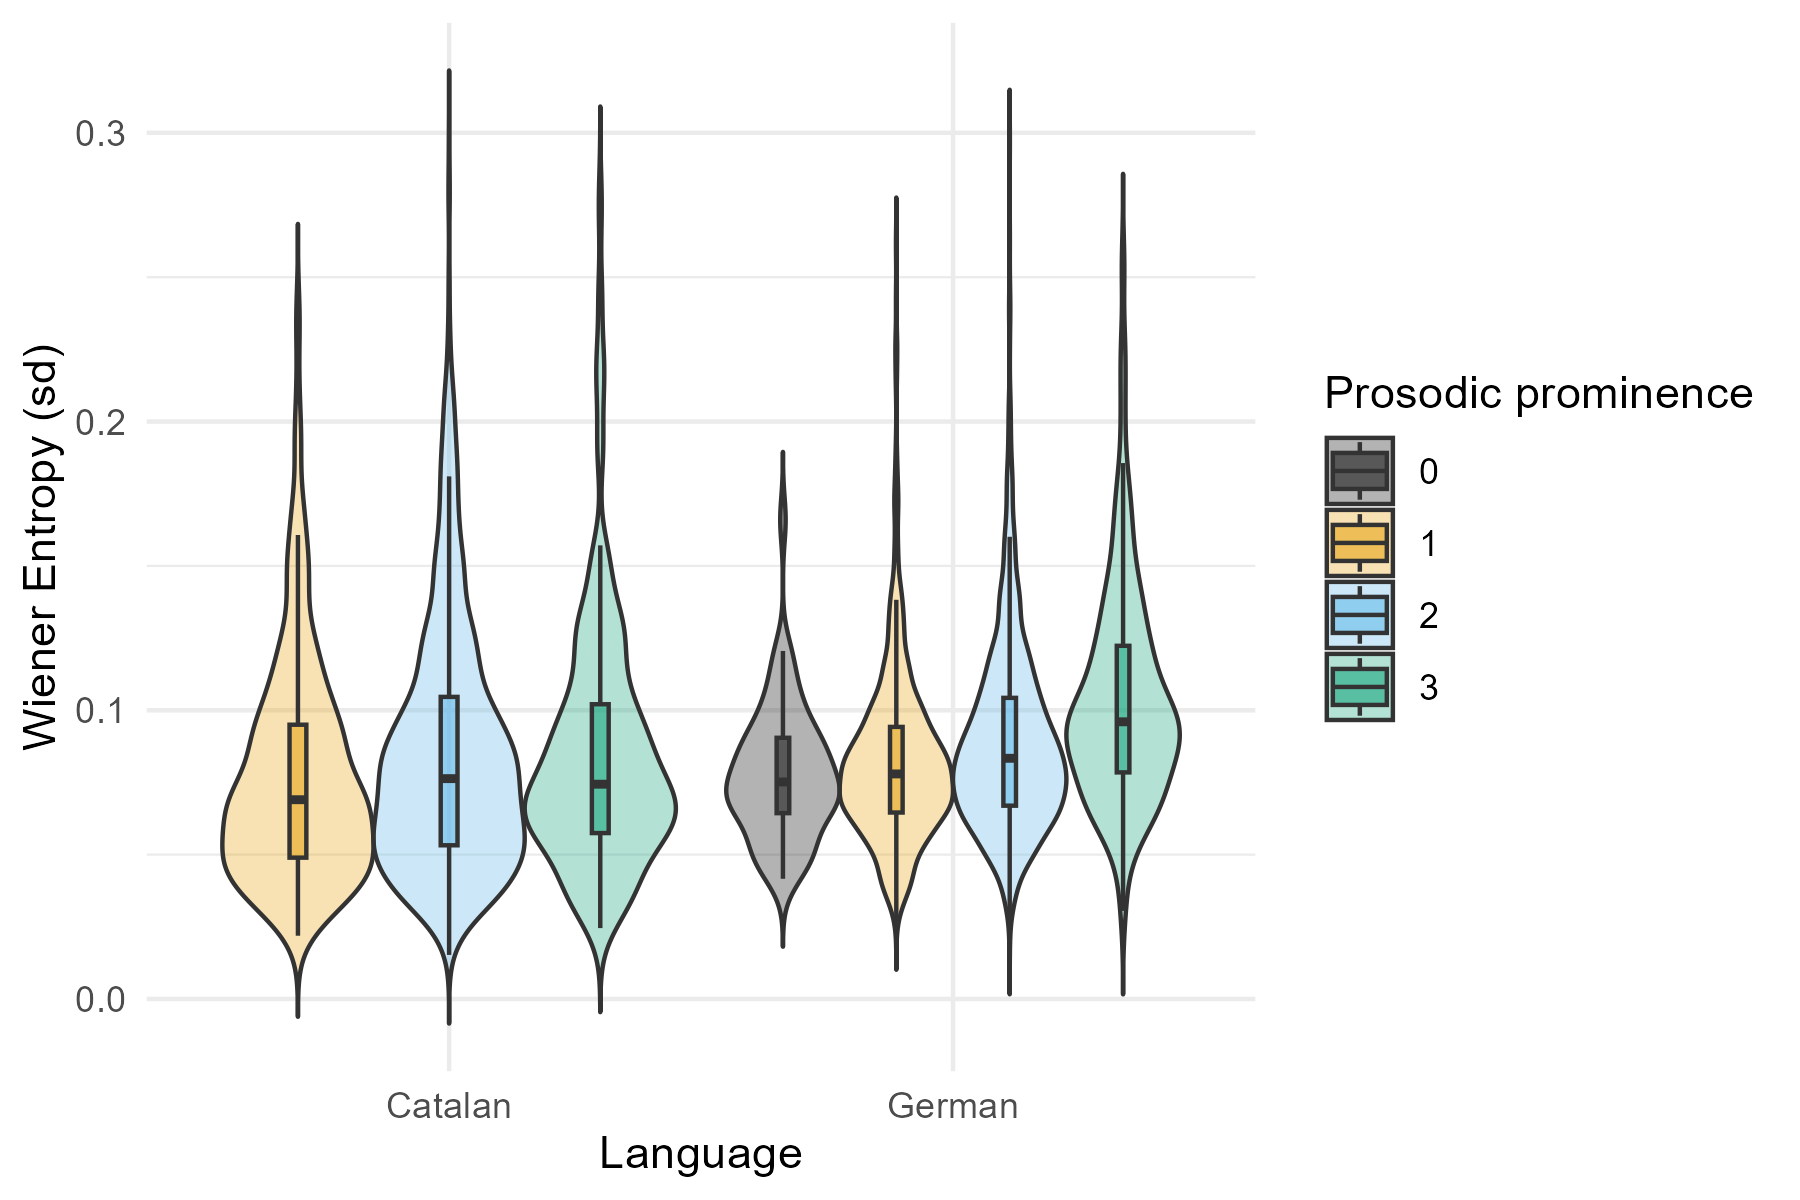 Wiener Entropy (sd)
0.3
0.2
0.1
0.0
Catalan
German
Language
Prosodic prominence
0
1
2
3